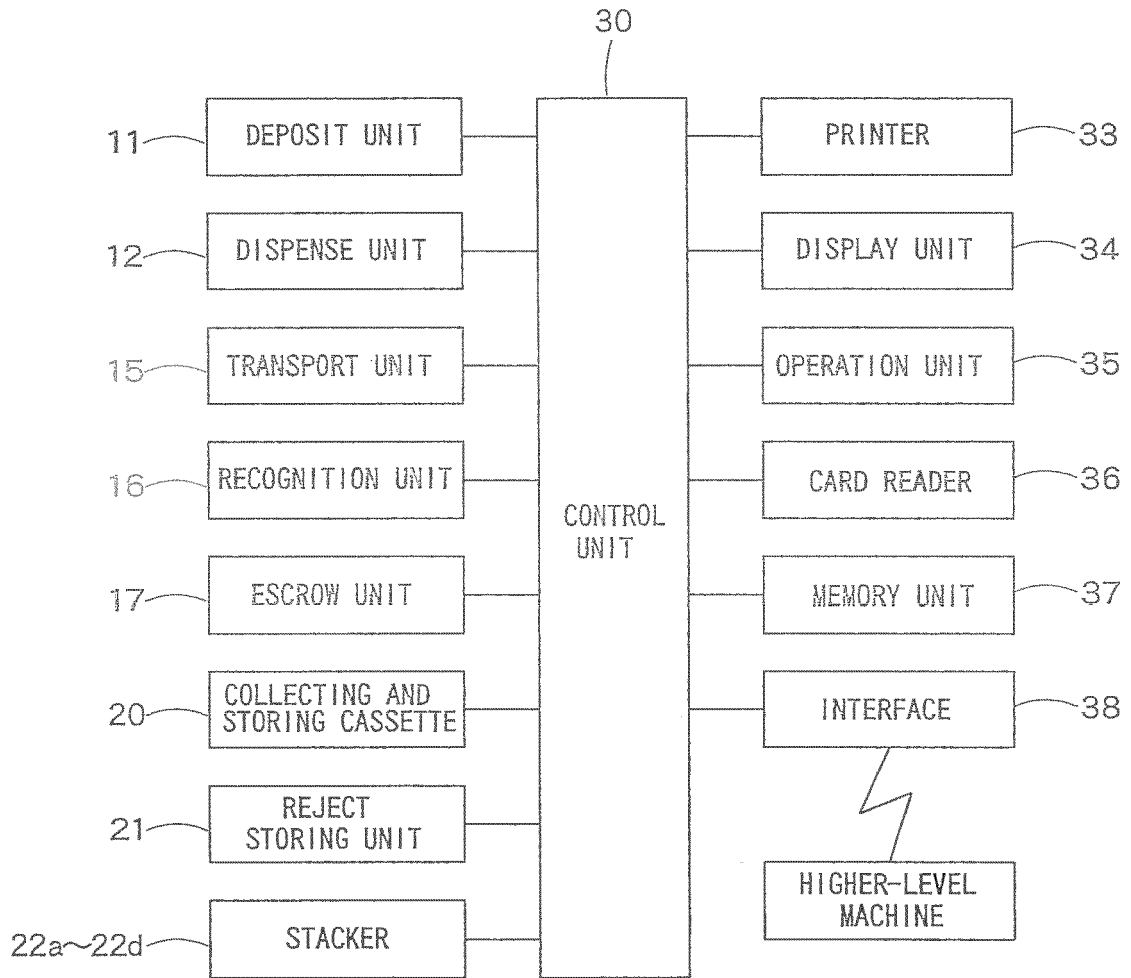 30
11
DEPOSIT UNIT
PRINTER
33
12
DISPENSE UNIT
DISPLAY UNIT
34
15
TRANSPORT UNIT
OPERATION UNIT
35
16
RECOGNITION UNIT
CARD READER
36
CONTROL
UNIT
17
ESCROW UNIT
MEMORY UNIT
37
20
COLLECTING AND
STORING CASSETTE
INTERFACE
38
21
REJECT
STORING UNIT
HIGHER-LEVEL
MACHINE
22a～22d
STACKER